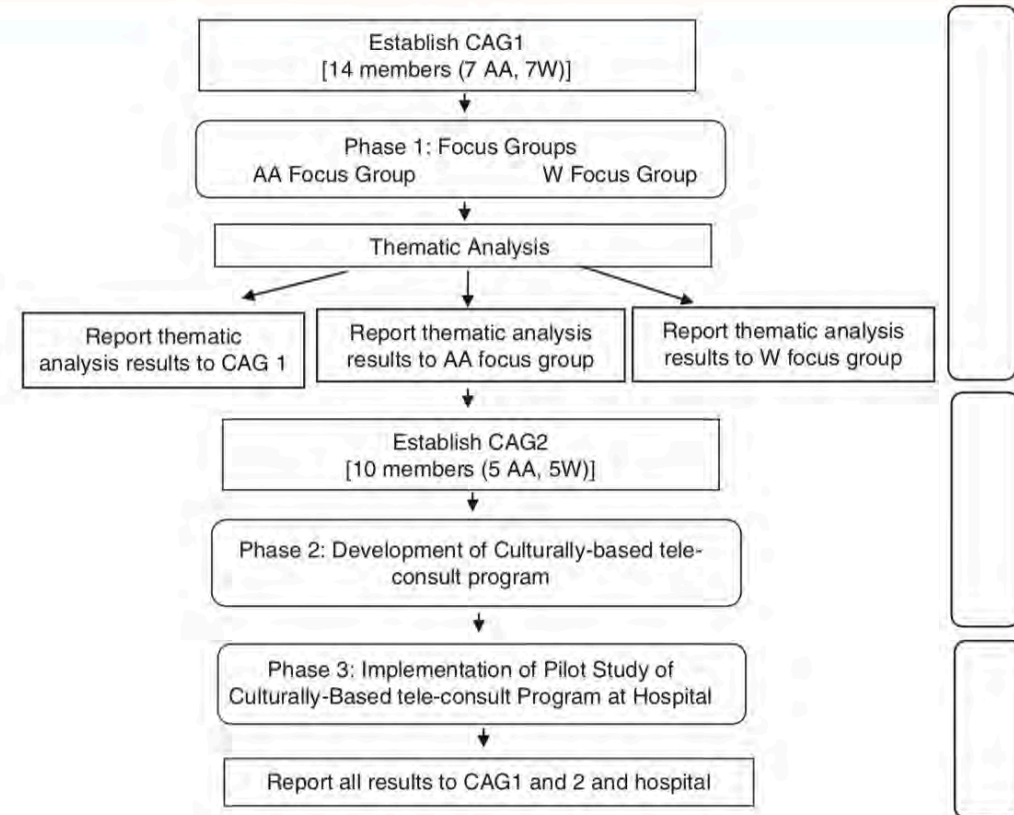 Establish CAG1
[14 members (7 AA, 7W)]
Phase 1: Focus Groups
AA Focus Group W Focus Group
Thematic Analysis
Report thematic
analysis results to CAG 1
Report thematic analysis
results to AA focus group
Report thematic analysis
results to W focus group
Establish CAG2
[10 members (5 AA, 5W)]
Phase 2: Development of Culturally-based tele-
consult program
Phase 3: Implementation of Pilot Study of
Culturally-Based tele-consult Program at Hospital
Report all results to CAG1 and 2 and hospital